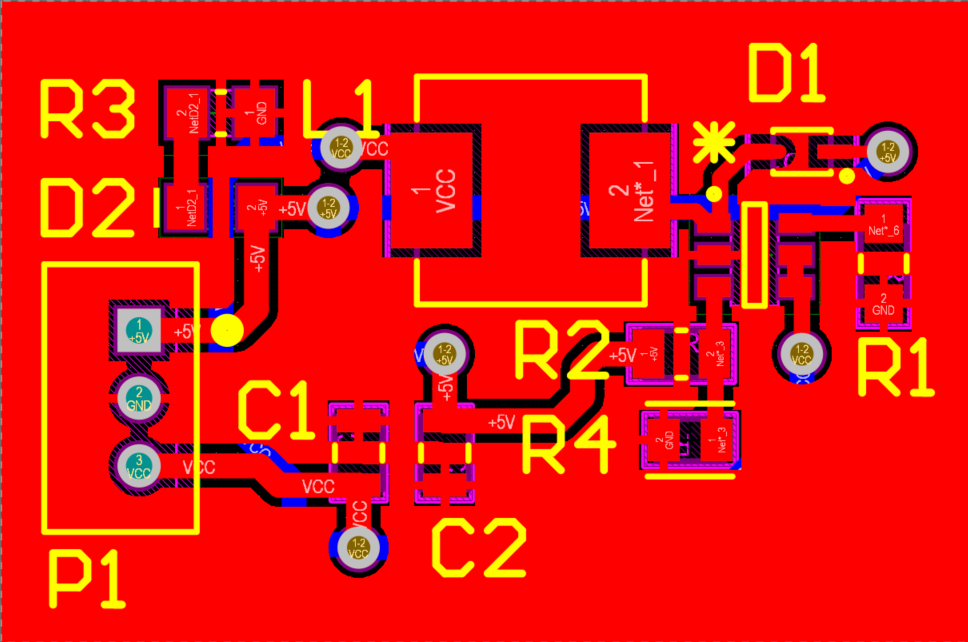 D1
R3
2
NetD2_1
1
GND
L1
1-2
VCC
VCC
1
VCC
2
Net*_1
1-2
+5V
D2
1
NetD2_1
2
+5V
+5V
1-2
+5V
+5V
1
Net*_6
2
GND
R1
1
+5V
+5V
2
GND
3
VCC
VCC
P1
C1
VCC
VCC
1-2
VCC
1-2
+5V
+5V
+5V
C2
R2
+5V
1
+5V
2
Net*_3
R4
2
GND
1
Net*_3